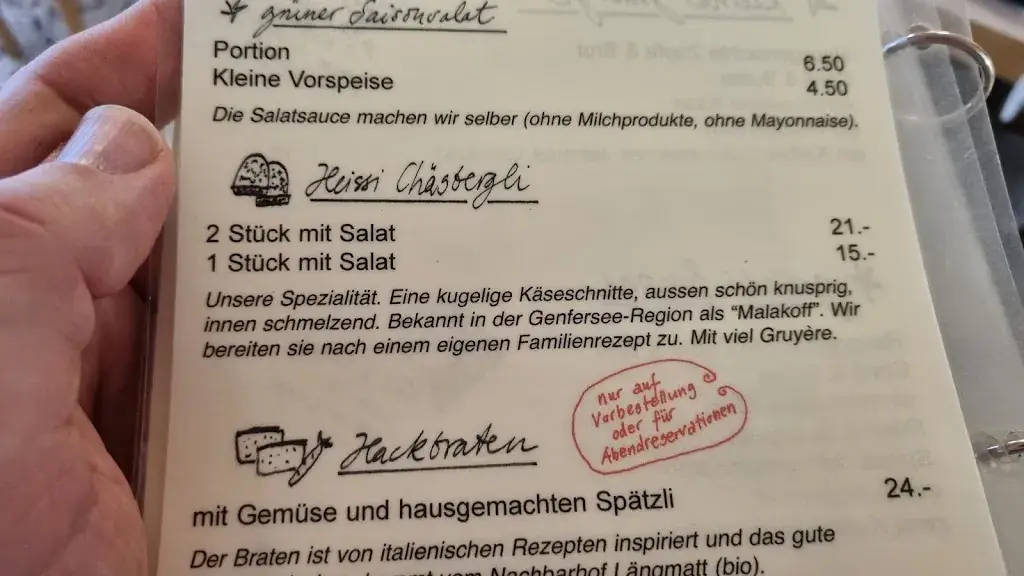 grüner Saisonsalat
Portion 6.50
Kleine Vorspeise 4.50
Die Salatsauce machen wir selber (ohne Milchprodukte, ohne Mayonnaise).
Heissi Chäsbergli
2 Stück mit Salat 21.-
1 Stück mit Salat 15.-
Unsere Spezialität. Eine kugelige Käseschnitte, aussen schön knusprig,
innen schmelzend. Bekannt in der Genfersee-Region als “Malakoff”. Wir
bereiten sie nach einem eigenen Familienrezept zu. Mit viel Gruyère.
Hackbraten
nur auf
Vorbestellung
oder für
Abendreservationen
mit Gemüse und hausgemachten Spätzli 24.-
Der Braten ist von italienischen Rezepten inspiriert und das gute
vom Nachbarhof Längmatt (bio).